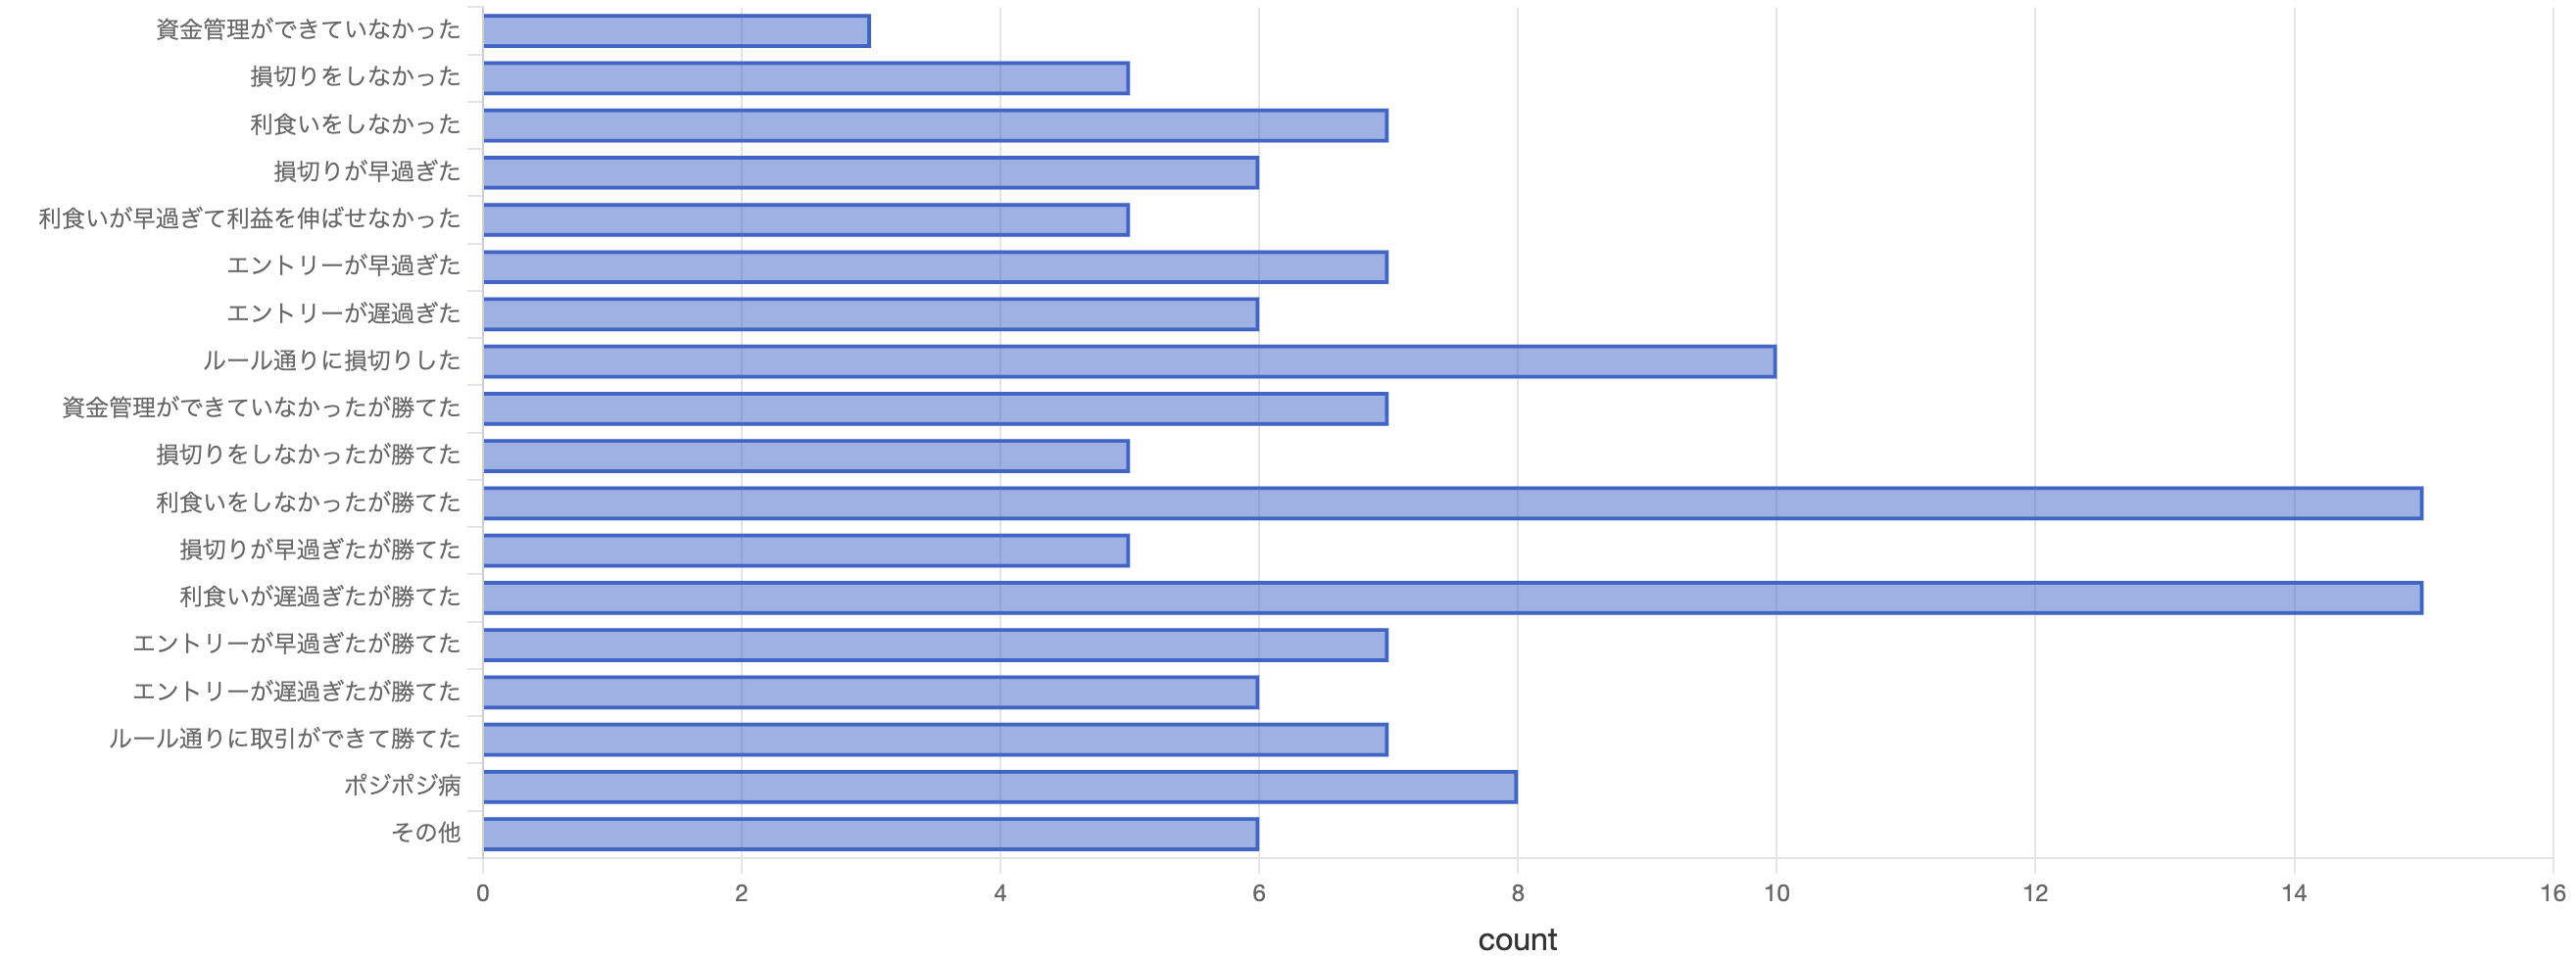 資金管理ができていなかった
損切りをしなかった
利食いをしなかった
損切りが早過ぎた
利食いが早過ぎて利益を伸ばせなかった
エントリーが早過ぎた
エントリーが遅過ぎた
ルール通りに損切りした
資金管理ができていなかったが勝てた
損切りをしなかったが勝てた
利食いをしなかったが勝てた
損切りが早過ぎたが勝てた
利食いが遅過ぎたが勝てた
エントリーが早過ぎたが勝てた
エントリーが遅過ぎたが勝てた
ルール通りに取引ができて勝てた
ポジポジ病
その他
0 2 4 6 8 10 12 14 16
count